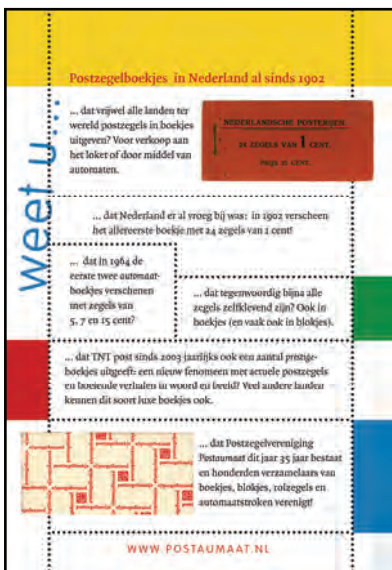 Postzegelboekjes in Nederland al sinds 1902
weet u....
... dat vrijwel alle landen ter
wereld postzegels in boekjes
uitgeven? Voor verkoop aan
het loket of door middel van
automaten.
NEDERLANDSCHE POSTERIJEN.
24 ZEGELS VAN 1 CENT.
PRIJS 25 CENT.
... dat Nederland er al vroeg bij was: in 1902 verscheen
het allereerste boekje met 24 zegels van 1 cent!
... dat in 1964 de
eerste twee automaat-
boekjes verschenen
met zegels van
5, 7 en 15 cent?
... dat tegenwoordig bijna alle
zegels zelfklevend zijn? Ook in
boekjes (en vaak ook in blokjes).
... dat TNT post sinds 2003 jaarlijks ook een aantal prestige-
boekjes uitgeeft: een nieuw fenomeen met actuele postzegels
en boeiende verhalen in woord en beeld? Veel andere landen
kennen dit soort luxe boekjes ook.
... dat Postzegelvereniging
Postaumaat dit jaar 35 jaar bestaat
en honderden verzamelaars van
boekjes, blokjes, rolzegels en
automaatstroken verenigt!
WWW.POSTAUMAAT.NL